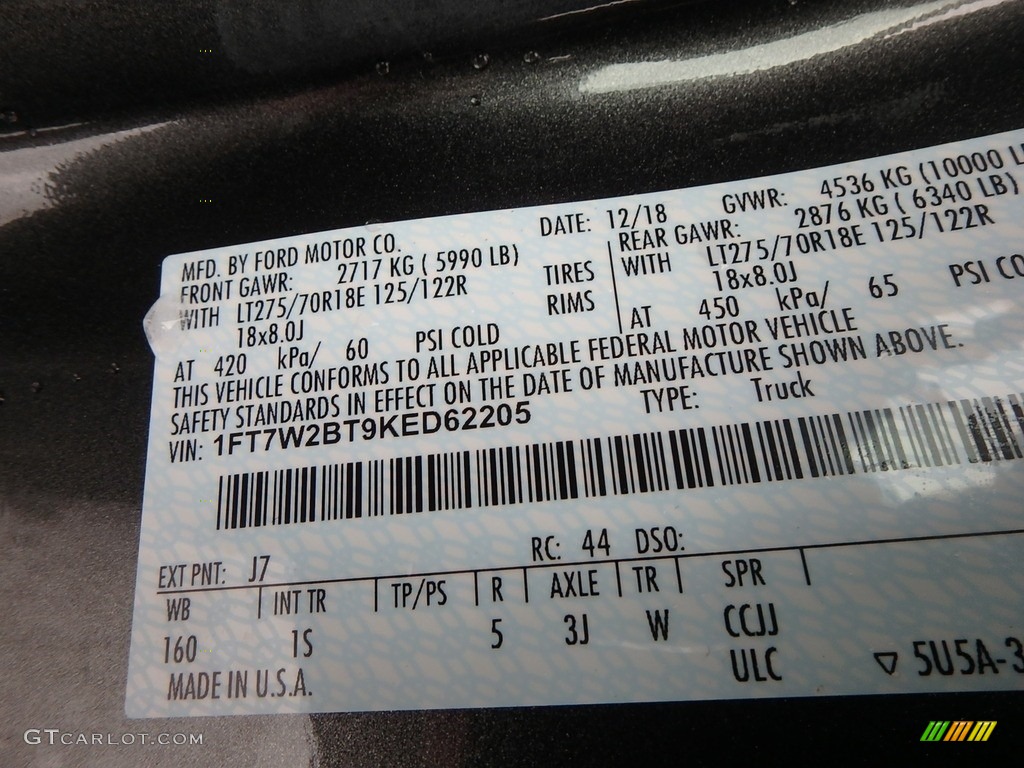 MFD. BY FORD MOTOR CO. DATE: 12/18 GVWR: 4536 KG (10000
FRONT GAWR: 2717 KG ( 5990 LB) REAR GAWR: 2876 KG ( 6340 LB)
WITH LT275/70R18E 125/122R TIRES WITH LT275/70R18E 125/122R
18x8.0J RIMS 18x8.0J
AT 420 kPa/ 60 PSI COLD AT 450 kPa/ 65 PSI
THIS VEHICLE CONFORMS TO ALL APPLICABLE FEDERAL MOTOR VEHICLE
SAFETY STANDARDS IN EFFECT ON THE DATE OF MANUFACTURE SHOWN ABOVE.
VIN: 1FT7W2BT9KED62205 TYPE: Truck
EXT PNT: J7 RC: 44 DSO:
WB INT TR TP/PS R AXLE TR SPR
160 1S 5 3J W CCJJ
ULC
MADE IN U.S.A. 5U5A-3
GTCARLOT.COM